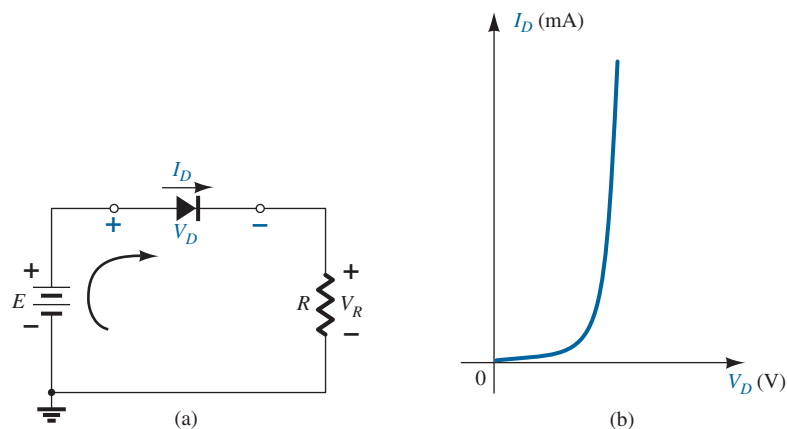 I_D (mA)
I_D
+ V_D −
+
E
−
+
R V_R
−
0
V_D (V)
(a)
(b)